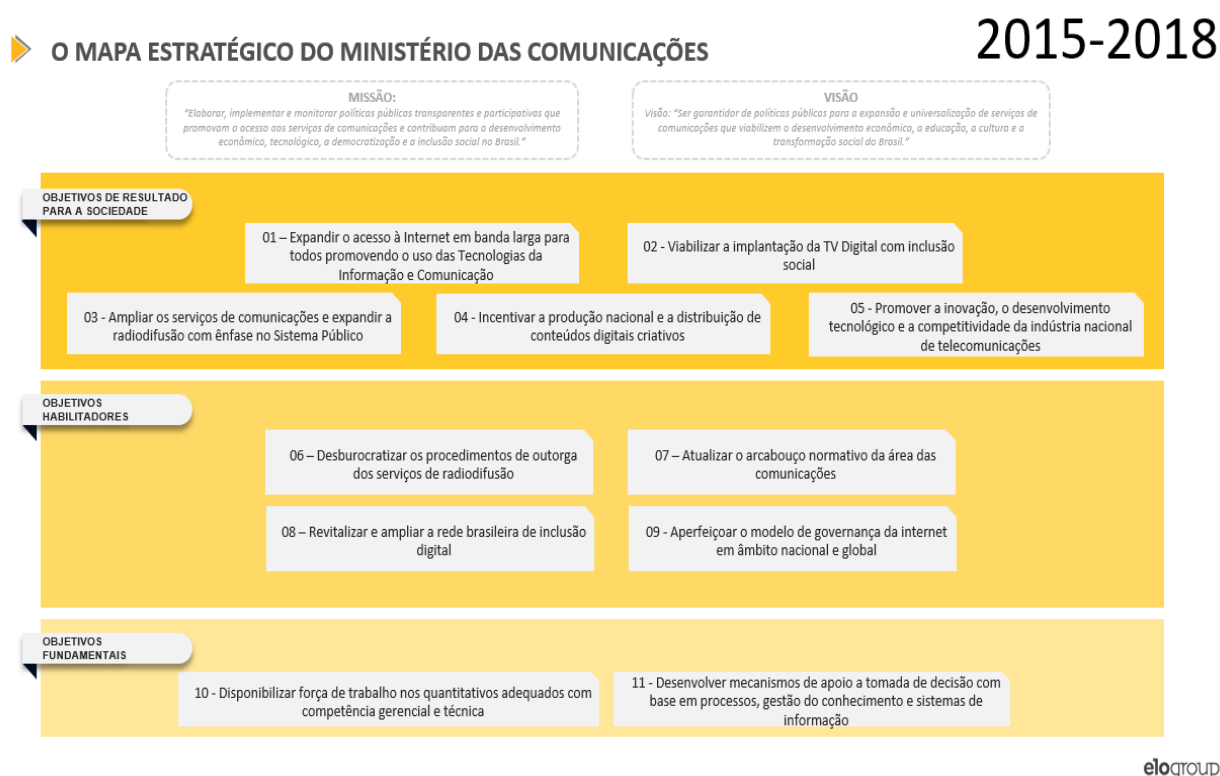 2015-2018
O MAPA ESTRATÉGICO DO MINISTÉRIO DAS COMUNICAÇÕES
MISSÃO:
"Elaborar, implementar e monitorar políticas públicas transparentes e participativas que
promovam o acesso aos serviços de comunicações e contribuam para o desenvolvimento
econômico, tecnológico, a democratização e a inclusão social no Brasil."
VISÃO
Visão: "Ser garantidor de políticas públicas para a expansão e universalização de serviços de
comunicações que viabilizem o desenvolvimento econômico, a educação, a cultura e a
transformação social do Brasil."
OBJETIVOS DE RESULTADO
PARA A SOCIEDADE
01 – Expandir o acesso à Internet em banda larga para
todos promovendo o uso das Tecnologias da
Informação e Comunicação
02 - Viabilizar a implantação da TV Digital com inclusão
social
03 - Ampliar os serviços de comunicações e expandir a
radiodifusão com ênfase no Sistema Público
04 - Incentivar a produção nacional e a distribuição de
conteúdos digitais criativos
05 - Promover a inovação, o desenvolvimento
tecnológico e a competitividade da indústria nacional
de telecomunicações
OBJETIVOS
HABILITADORES
06 – Desburocratizar os procedimentos de outorga
dos serviços de radiodifusão
07 – Atualizar o arcabouço normativo da área das
comunicações
08 – Revitalizar e ampliar a rede brasileira de inclusão
digital
09 - Aperfeiçoar o modelo de governança da internet
em âmbito nacional e global
OBJETIVOS
FUNDAMENTAIS
10 - Disponibilizar força de trabalho nos quantitativos adequados com
competência gerencial e técnica
11 - Desenvolver mecanismos de apoio a tomada de decisão com
base em processos, gestão do conhecimento e sistemas de
informação
elogroup